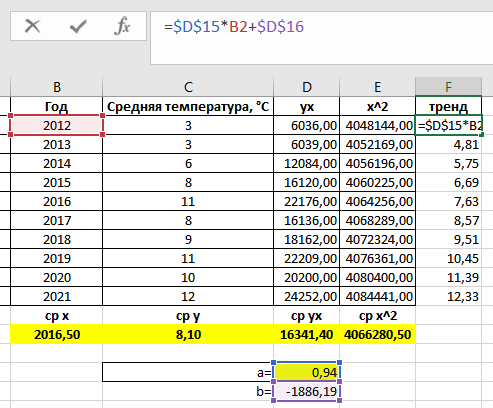 fx =$D$15*B2+$D$16
B C D E F
Год Средняя температура, °С yx x^2 тренд
2012 3 6036,00 4048144,00 =$D$15*B2
2013 3 6039,00 4052169,00 4,81
2014 6 12084,00 4056196,00 5,75
2015 8 16120,00 4060225,00 6,69
2016 11 22176,00 4064256,00 7,63
2017 8 16136,00 4068289,00 8,57
2018 9 18162,00 4072324,00 9,51
2019 11 22209,00 4076361,00 10,45
2020 10 20200,00 4080400,00 11,39
2021 12 24252,00 4084441,00 12,33
ср x ср y ср yx ср x^2
2016,50 8,10 16341,40 4066280,50
a= 0,94
b= -1886,19